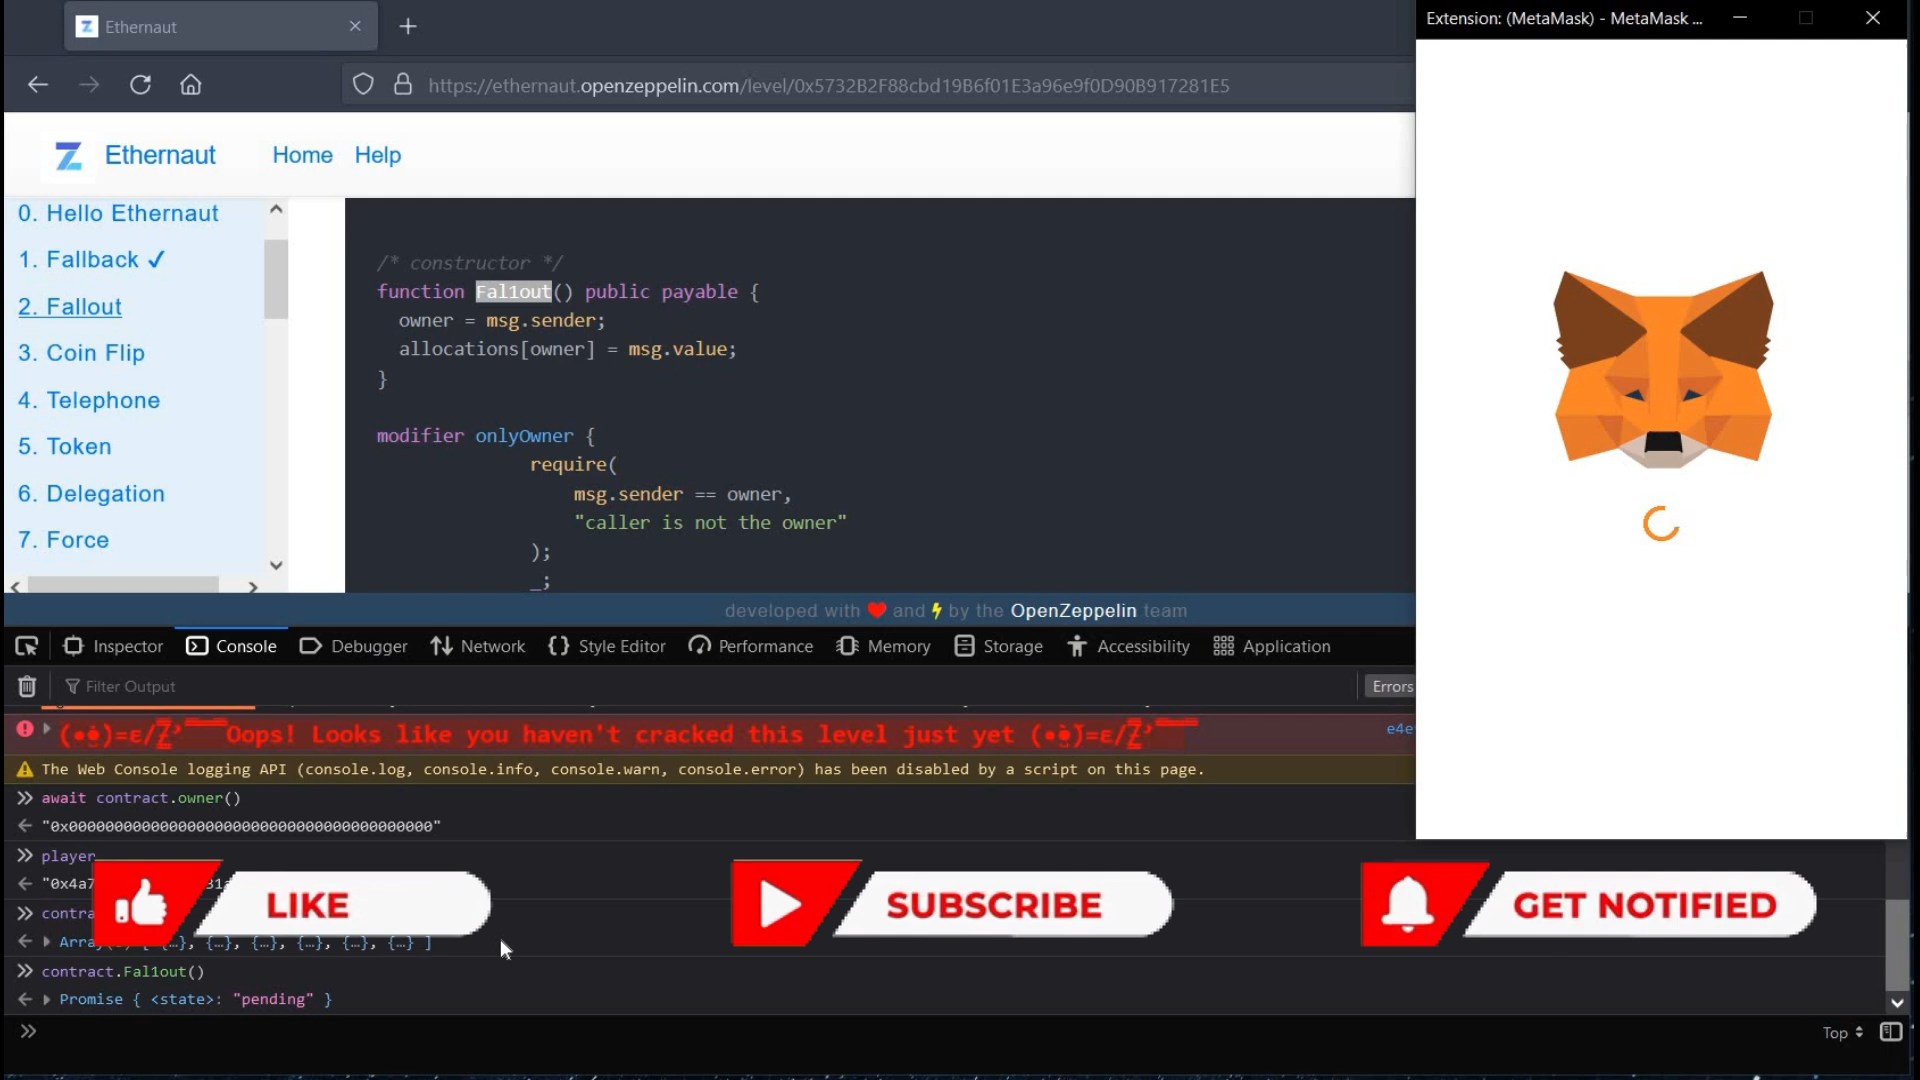 Ethernaut
Extension: (MetaMask) - MetaMask ...
https://ethernaut.openzeppelin.com/level/0x5732B2F88cbd19B6f01E3a96e9f0D90B917281E5
Ethernaut Home Help
0. Hello Ethernaut
1. Fallback ✓
2. Fallout
3. Coin Flip
4. Telephone
5. Token
6. Delegation
7. Force
/* constructor */
function Fal1out() public payable {
owner = msg.sender;
allocations[owner] = msg.value;
}
modifier onlyOwner {
require(
msg.sender == owner,
"caller is not the owner"
);
_;
developed with ❤ and ⚡ by the OpenZeppelin team
Inspector Console Debugger Network Style Editor Performance Memory Storage Accessibility Application
Filter Output
Errors
Oops! Looks like you haven't cracked this level just yet
The Web Console logging API (console.log, console.info, console.warn, console.error) has been disabled by a script on this page.
await contract.owner()
"0x0000000000000000000000000000000000000000"
player
"0x4a7
contra
LIKE
SUBSCRIBE
GET NOTIFIED
contract.Fal1out()
Promise { <state>: "pending" }
Top